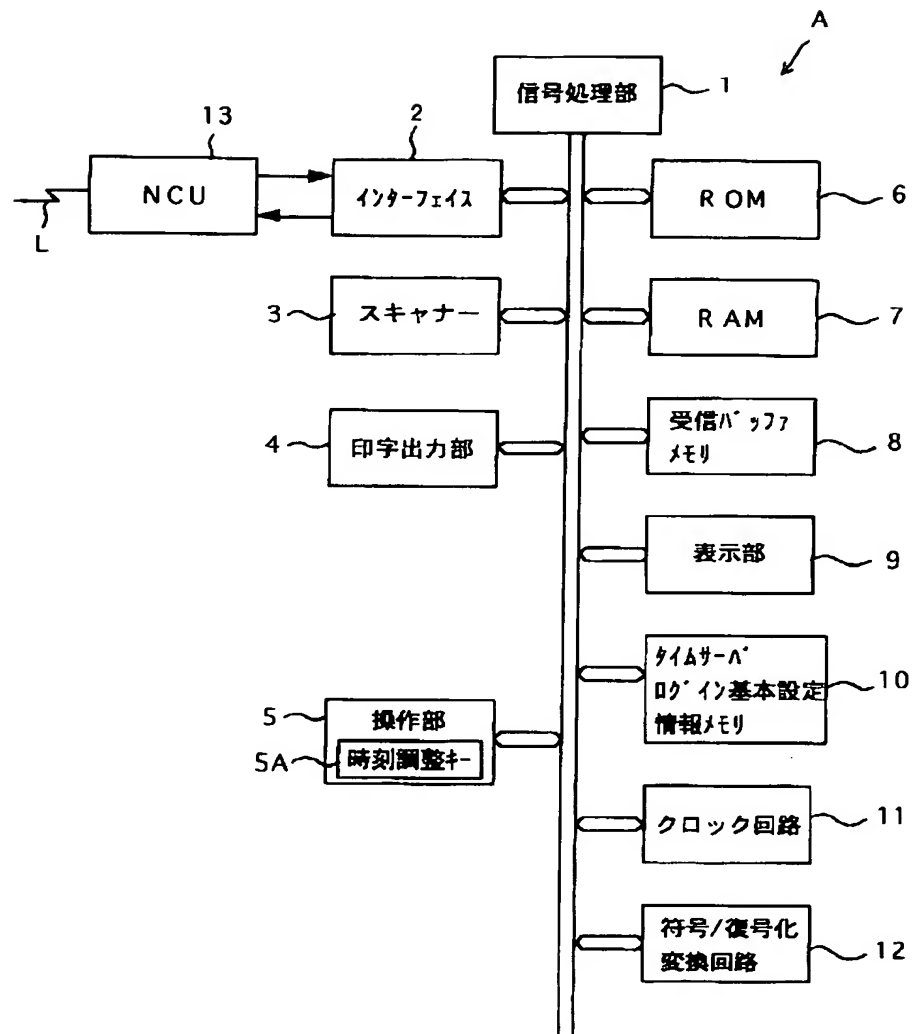 A
信号処理部
1
13
2
NCU
インターフェイス
ROM
6
L
3
スキャナー
RAM
7
4
印字出力部
受信バッファ
メモリ
8
表示部
9
タイムサーバ
ログイン基本設定
情報メモリ
10
5
操作部
5A
時刻調整キー
クロック回路
11
符号/復号化
変換回路
12